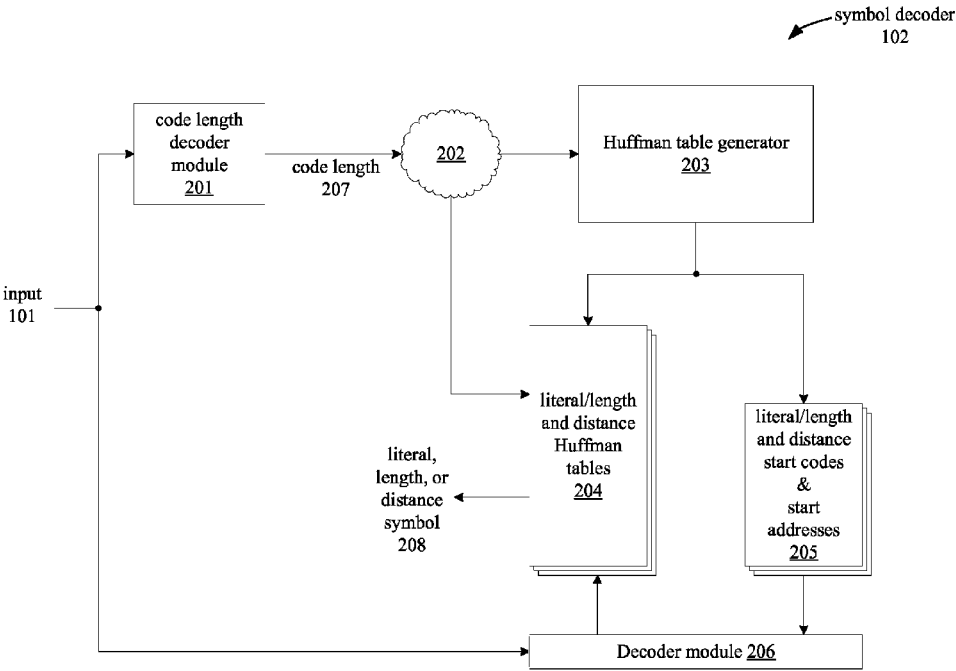 symbol decoder
102
code length
decoder
module
201
code length
207
202
Huffman table generator
203
input
101
literal/length
and distance
Huffman
tables
204
literal,
length, or
distance
symbol
208
literal/length
and distance
start codes
&
start
addresses
205
Decoder module 206